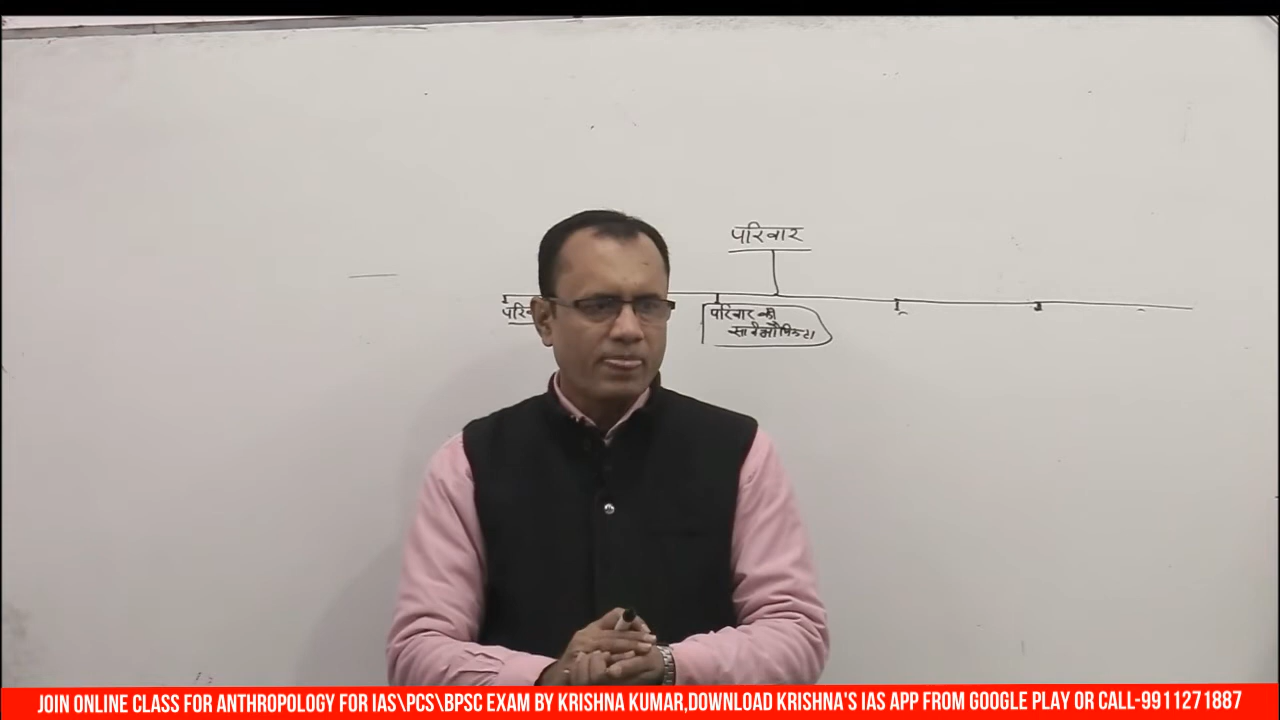 परिवार
परि
परिवार की
सार्वभौमिकता
JOIN ONLINE CLASS FOR ANTHROPOLOGY FOR IAS\PCS\BPSC EXAM BY KRISHNA KUMAR,DOWNLOAD KRISHNA'S IAS APP FROM GOOGLE PLAY OR CALL-9911271887